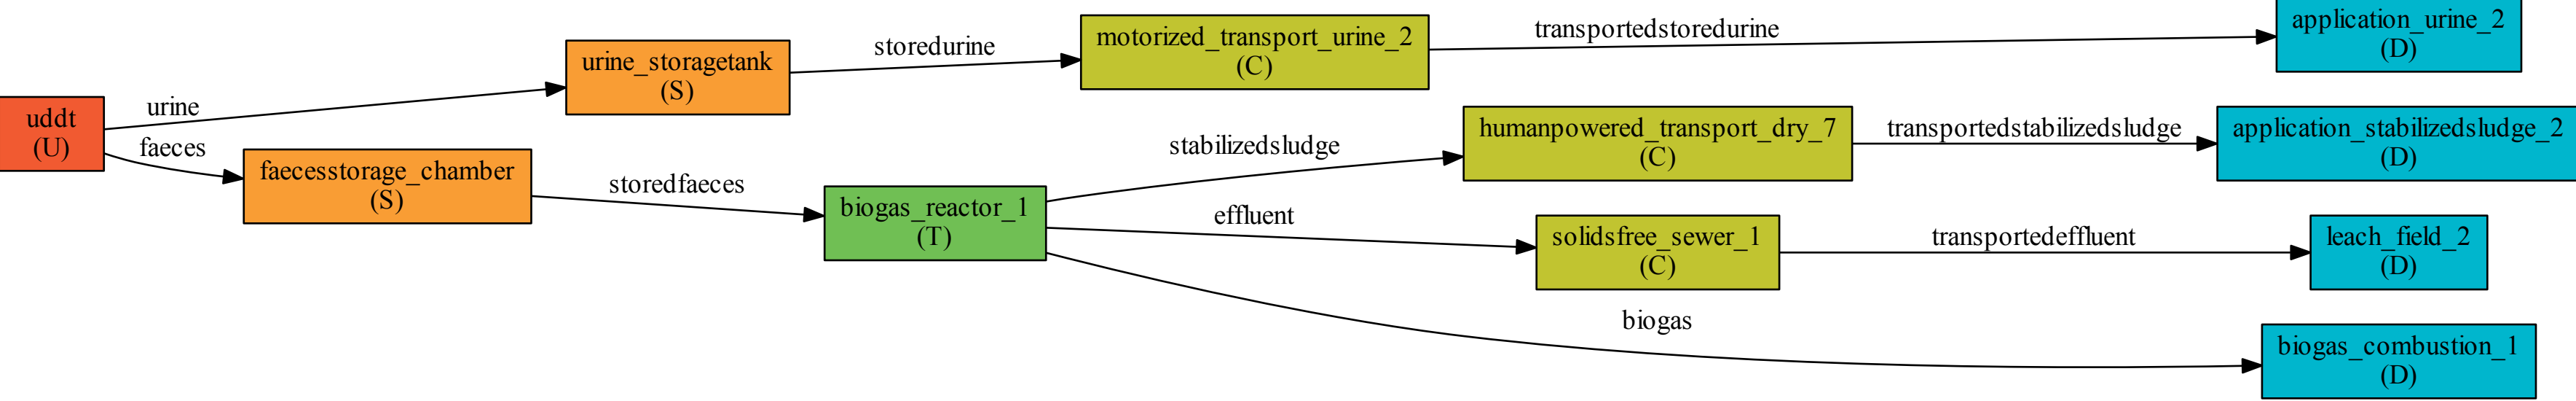 uddt
(U)
urine
faeces
urine_storagetank
(S)
faecesstorage_chamber
(S)
storedurine
storedfaeces
motorized_transport_urine_2
(C)
biogas_reactor_1
(T)
transportedstoredurine
stabilizedsludge
effluent
biogas
humanpowered_transport_dry_7
(C)
solidsfree_sewer_1
(C)
transportedstabilizedsludge
transportedeffluent
application_urine_2
(D)
application_stabilizedsludge_2
(D)
leach_field_2
(D)
biogas_combustion_1
(D)